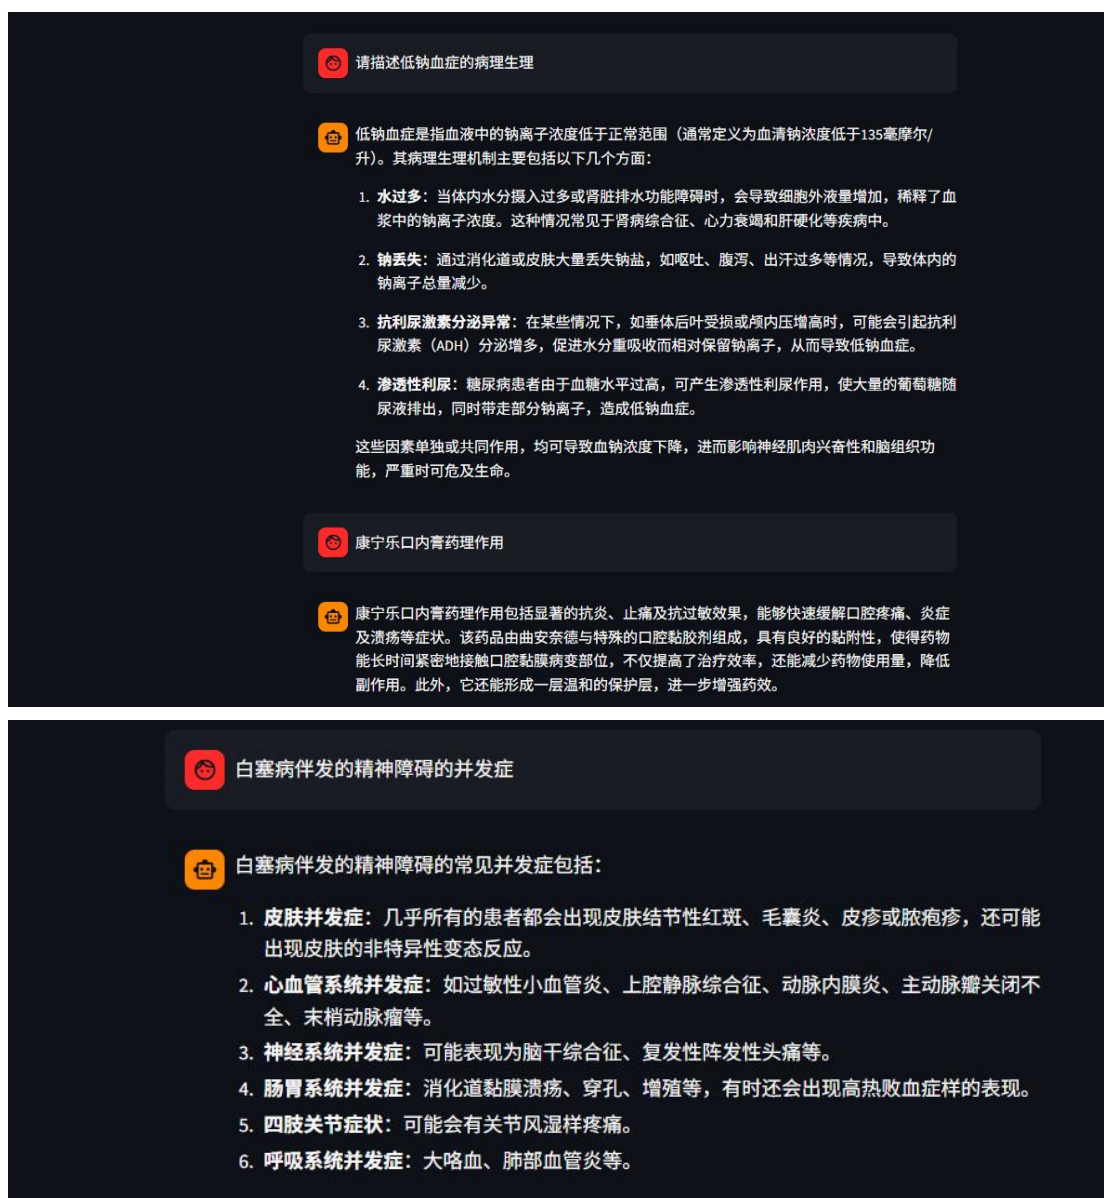 请描述低钠血症的病理生理
低钠血症是指血液中的钠离子浓度低于正常范围（通常定义为血清钠浓度低于135毫摩尔/
升）。其病理生理机制主要包括以下几个方面：
1. 水过多：当体内水分摄入过多或肾脏排水功能障碍时，会导致细胞外液量增加，稀释了血
浆中的钠离子浓度。这种情况常见于肾病综合征、心力衰竭和肝硬化等疾病中。
2. 钠丢失：通过消化道或皮肤大量丢失钠盐，如呕吐、腹泻、出汗过多等情况，导致体内的
钠离子总量减少。
3. 抗利尿激素分泌异常：在某些情况下，如垂体后叶受损或颅内压增高时，可能会引起抗利
尿激素（ADH）分泌增多，促进水分重吸收而相对保留钠离子，从而导致低钠血症。
4. 渗透性利尿：糖尿病患者由于血糖水平过高，可产生渗透性利尿作用，使大量的葡萄糖随
尿液排出，同时带走部分钠离子，造成低钠血症。
这些因素单独或共同作用，均可导致血钠浓度下降，进而影响神经肌肉兴奋性和脑组织功
能，严重时可危及生命。
康宁乐口内膏药理作用
康宁乐口内膏药理作用包括显著的抗炎、止痛及抗过敏效果，能够快速缓解口腔疼痛、炎症
及溃疡等症状。该药品由曲安奈德与特殊的口腔黏胶剂组成，具有良好的黏附性，使得药物
能长时间紧密地接触口腔黏膜病变部位，不仅提高了治疗效率，还能减少药物使用量，降低
副作用。此外，它还能形成一层温和的保护层，进一步增强药效。
白塞病伴发的精神障碍的并发症
白塞病伴发的精神障碍的常见并发症包括：
1. 皮肤并发症：几乎所有的患者都会出现皮肤结节性红斑、毛囊炎、皮疹或脓疱疹，还可能
出现皮肤的非特异性变态反应。
2. 心血管系统并发症：如过敏性小血管炎、上腔静脉综合征、动脉内膜炎、主动脉瓣关闭不
全、末梢动脉瘤等。
3. 神经系统并发症：可能表现为脑干综合征、复发性阵发性头痛等。
4. 肠胃系统并发症：消化道黏膜溃疡、穿孔、增殖等，有时还会出现高热败血症样的表现。
5. 四肢关节症状：可能会有关节风湿样疼痛。
6. 呼吸系统并发症：大咯血、肺部血管炎等。